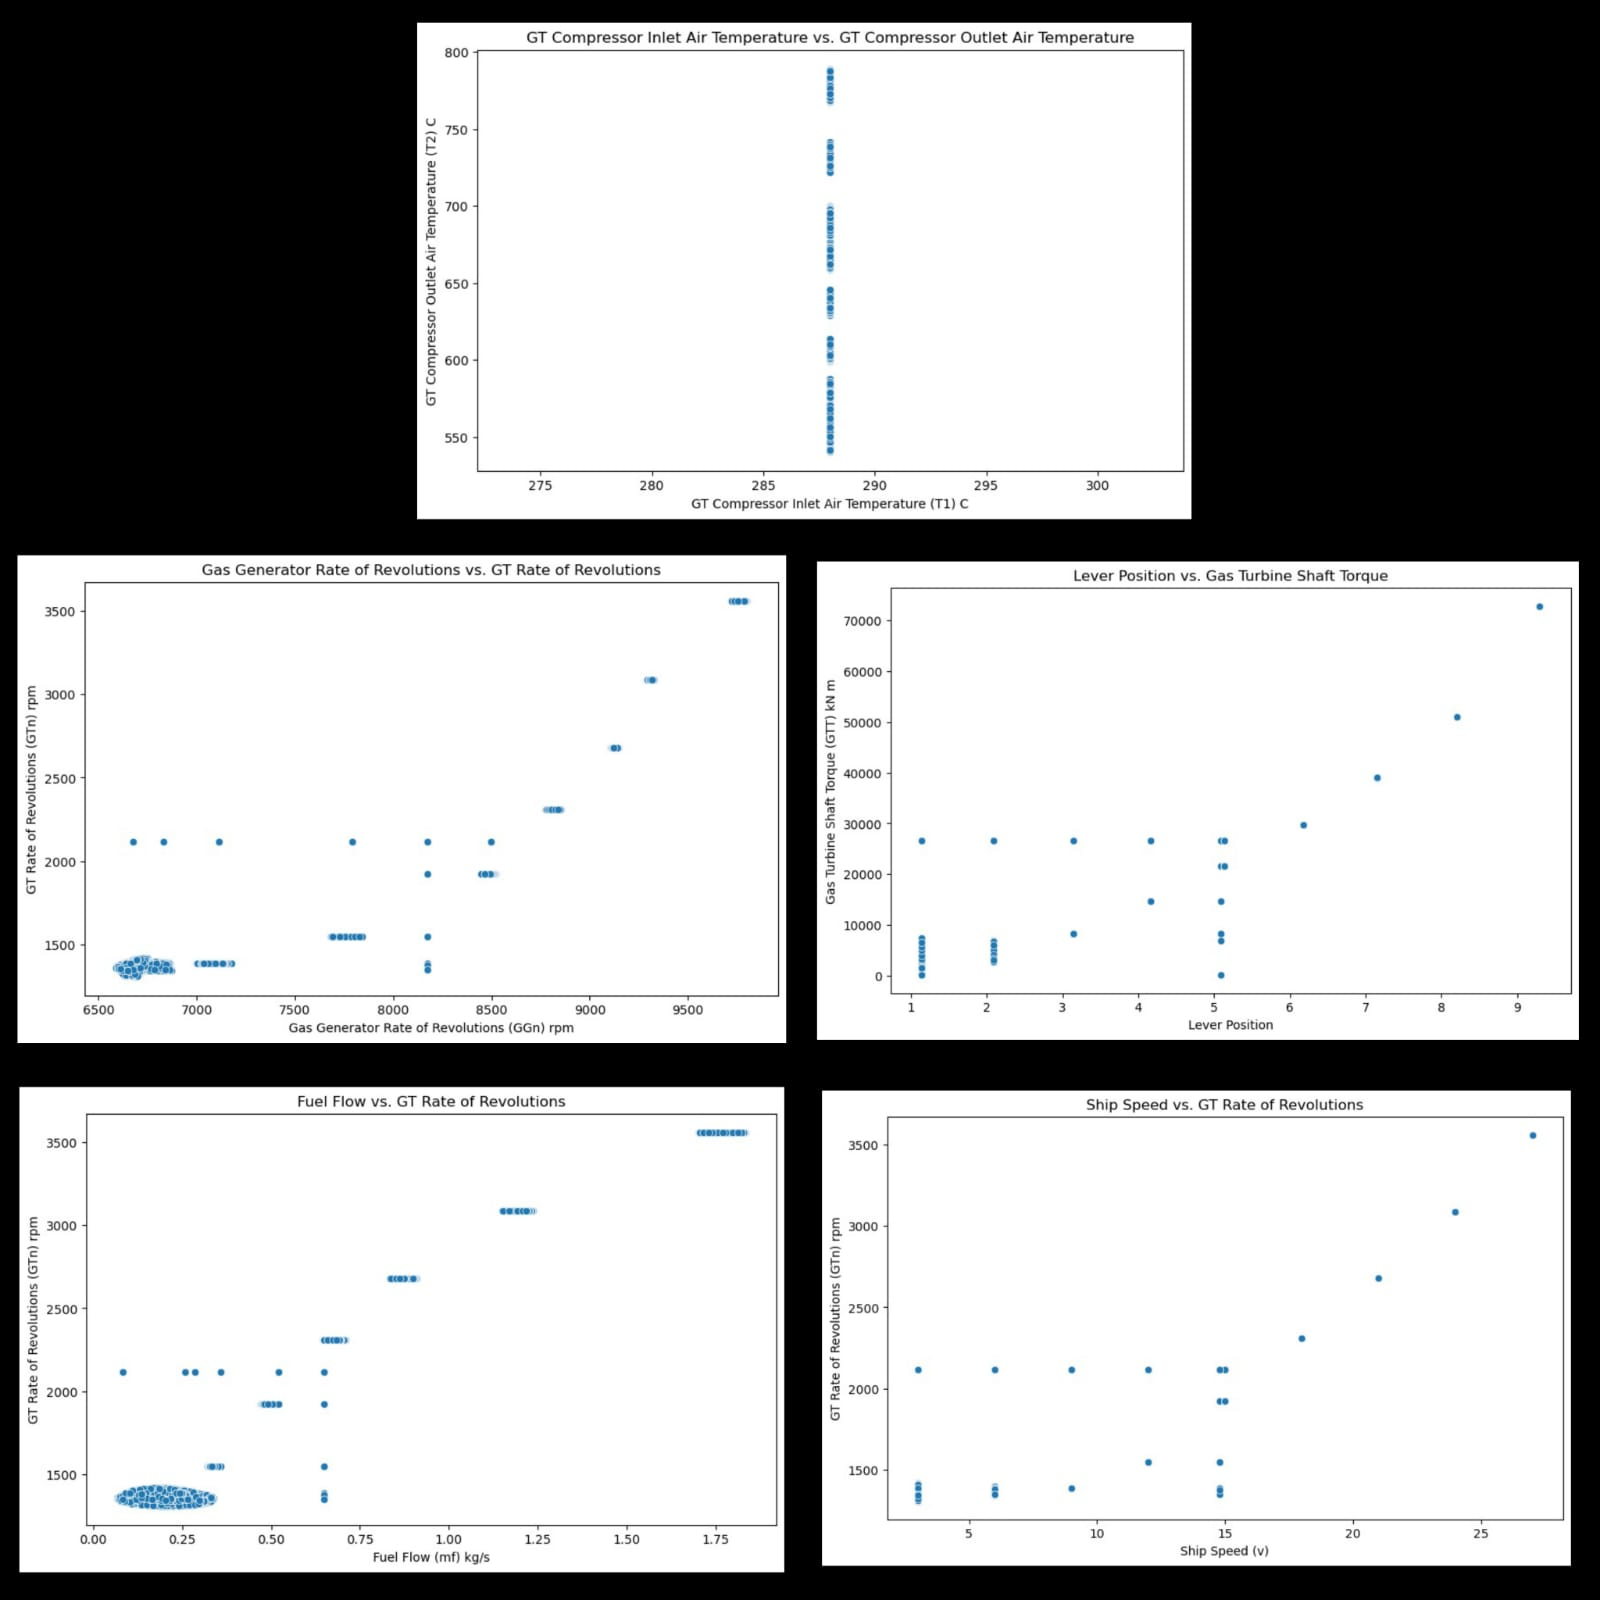 GT Compressor Inlet Air Temperature vs. GT Compressor Outlet Air Temperature
GT Compressor Outlet Air Temperature (T2) C
800
750
700
650
600
550
275 280 285 290 295 300
GT Compressor Inlet Air Temperature (T1) C
Gas Generator Rate of Revolutions vs. GT Rate of Revolutions
GT Rate of Revolutions (GTn) rpm
3500
3000
2500
2000
1500
6500 7000 7500 8000 8500 9000 9500
Gas Generator Rate of Revolutions (GGn) rpm
Lever Position vs. Gas Turbine Shaft Torque
Gas Turbine Shaft Torque (GTT) kN m
70000
60000
50000
40000
30000
20000
10000
0
1 2 3 4 5 6 7 8 9
Lever Position
Fuel Flow vs. GT Rate of Revolutions
GT Rate of Revolutions (GTn) rpm
3500
3000
2500
2000
1500
0.00 0.25 0.50 0.75 1.00 1.25 1.50 1.75
Fuel Flow (mf) kg/s
Ship Speed vs. GT Rate of Revolutions
GT Rate of Revolutions (GTn) rpm
3500
3000
2500
2000
1500
5 10 15 20 25
Ship Speed (v)